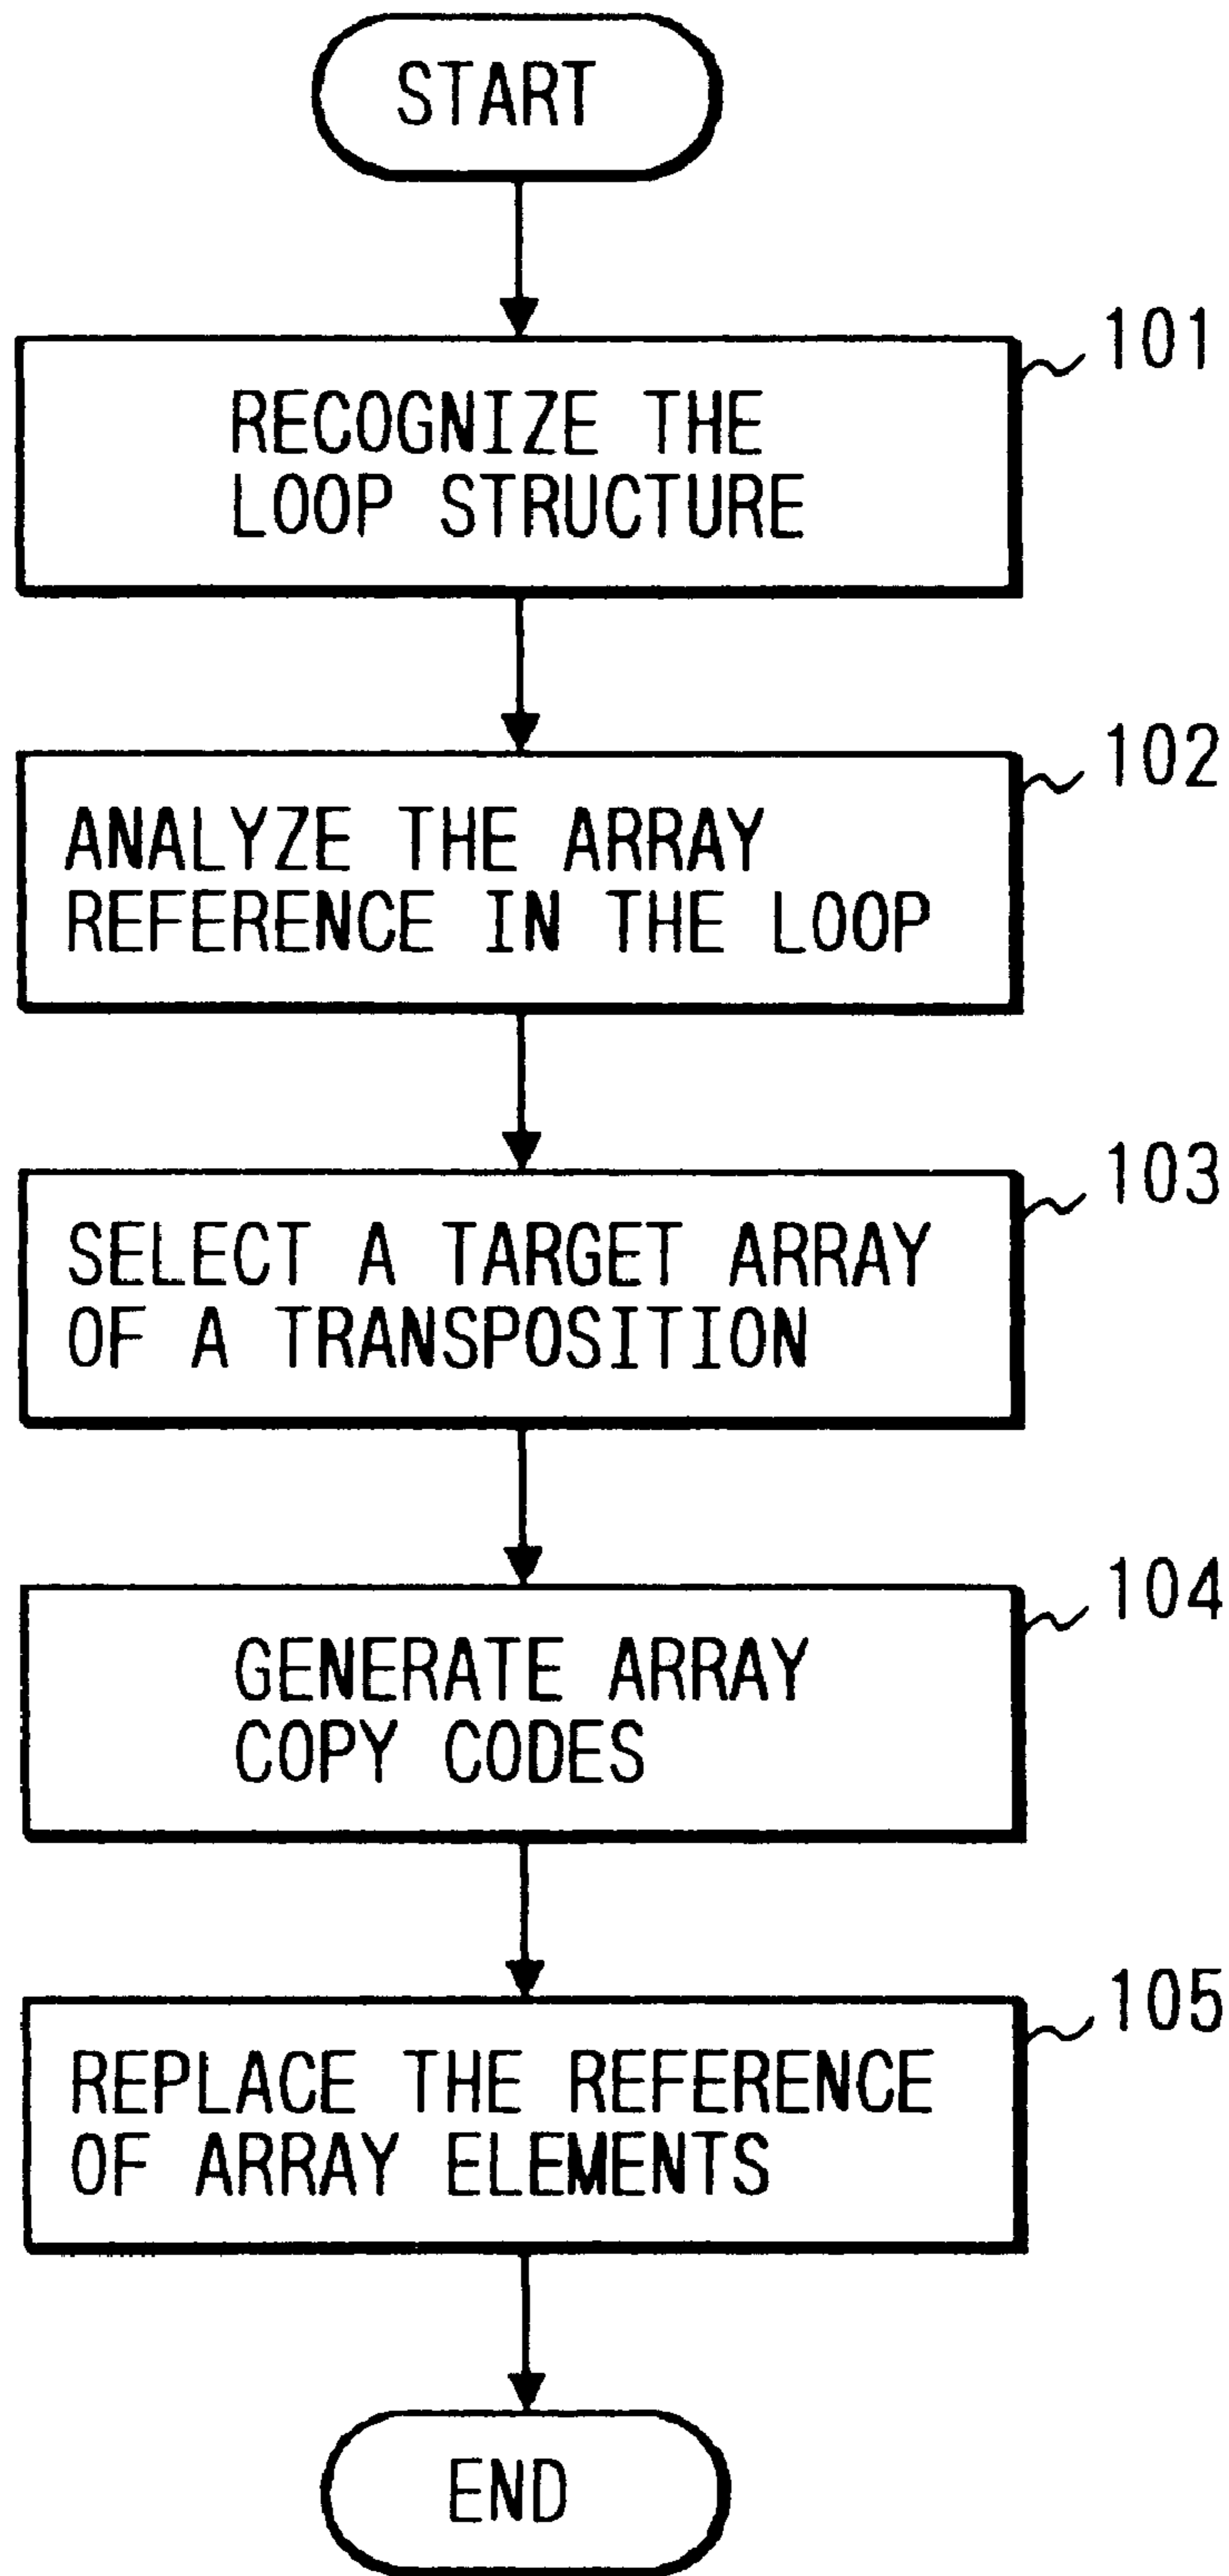 START
101
RECOGNIZE THE
LOOP STRUCTURE
102
ANALYZE THE ARRAY
REFERENCE IN THE LOOP
103
SELECT A TARGET ARRAY
OF A TRANSPOSITION
104
GENERATE ARRAY
COPY CODES
105
REPLACE THE REFERENCE
OF ARRAY ELEMENTS
END